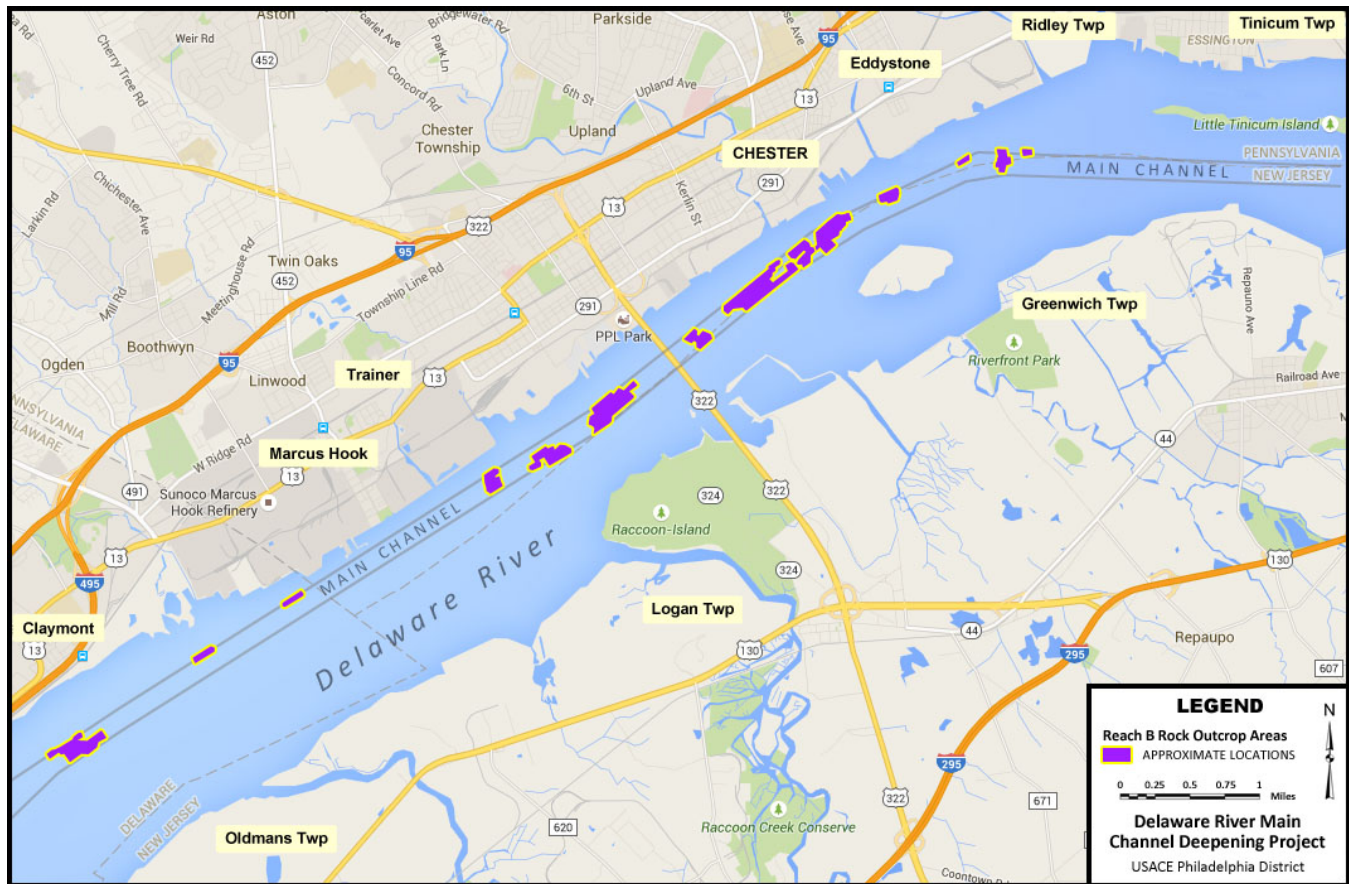 Aston
Bridgewater Rd
Parkside
Ridley Twp
Tinicum Twp
Weir Rd
Cherry Tree Rd
Park Ln
95
ESSINGTON
452
Concord Rd
Eddystone
6th St
Upland Ave
13
Chester
Township
Upland
Little Tinicum Island
CHESTER
PENNSYLVANIA
MAIN CHANNEL
NEW JERSEY
291
Larkin Rd
Chichester Ave
Kerlin St
13
322
95
Meetinghouse Rd
Twin Oaks
452
Township Line Rd
Mill Rd
Repauno Ave
291
Greenwich Twp
PPL Park
Boothwyn
Riverfront Park
Ogden
95
Linwood
Trainer
13
Railroad Ave
322
PENNSYLVANIA
DELAWARE
W Ridge Rd
44
Marcus Hook
13
491
Sunoco Marcus
Hook Refinery
324
322
Raccoon-Island
MAIN CHANNEL
Delaware River
13
130
495
324
Logan Twp
Claymont
13
44
130
Repaupo
295
607
LEGEND
N
Reach B Rock Outcrop Areas
APPROXIMATE LOCATIONS
0 0.25 0.5 0.75 1
Miles
Delaware River Main
Channel Deepening Project
USACE Philadelphia District
295
DELAWARE
NEW JERSEY
322
671
Oldmans Twp
620
Raccoon Creek Conserve